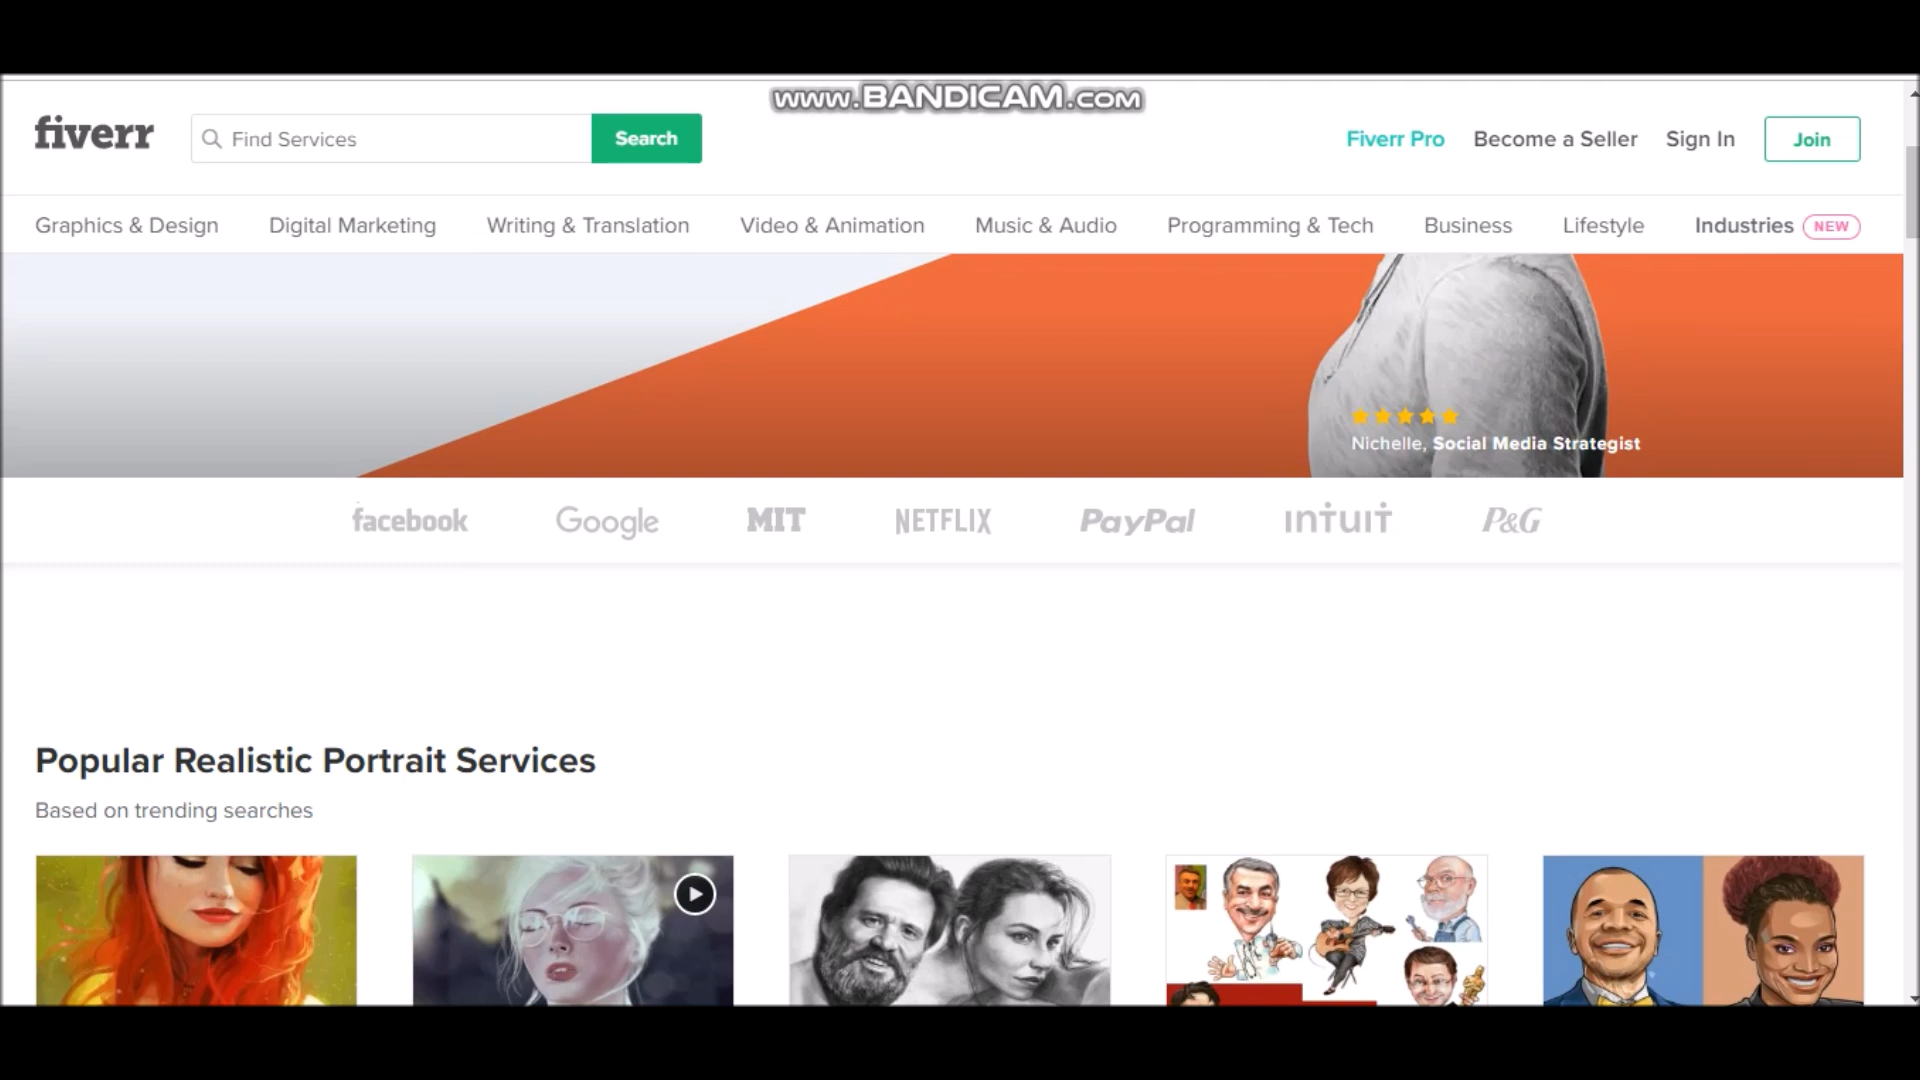 www.BANDICAM.com
fiverr
Find Services
Search
Fiverr Pro
Become a Seller
Sign In
Join
Graphics & Design
Digital Marketing
Writing & Translation
Video & Animation
Music & Audio
Programming & Tech
Business
Lifestyle
Industries NEW
Nichelle, Social Media Strategist
facebook
Google
MIT
NETFLIX
PayPal
intuit
P&G
Popular Realistic Portrait Services
Based on trending searches